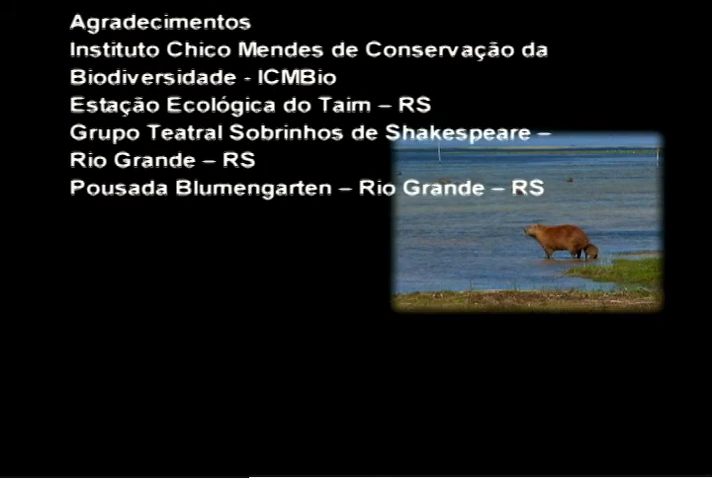 Agradecimentos
Instituto Chico Mendes de Conservação da
Biodiversidade - ICMBio
Estação Ecológica do Taim – RS
Grupo Teatral Sobrinhos de Shakespeare –
Rio Grande – RS
Pousada Blumengarten – Rio Grande – RS